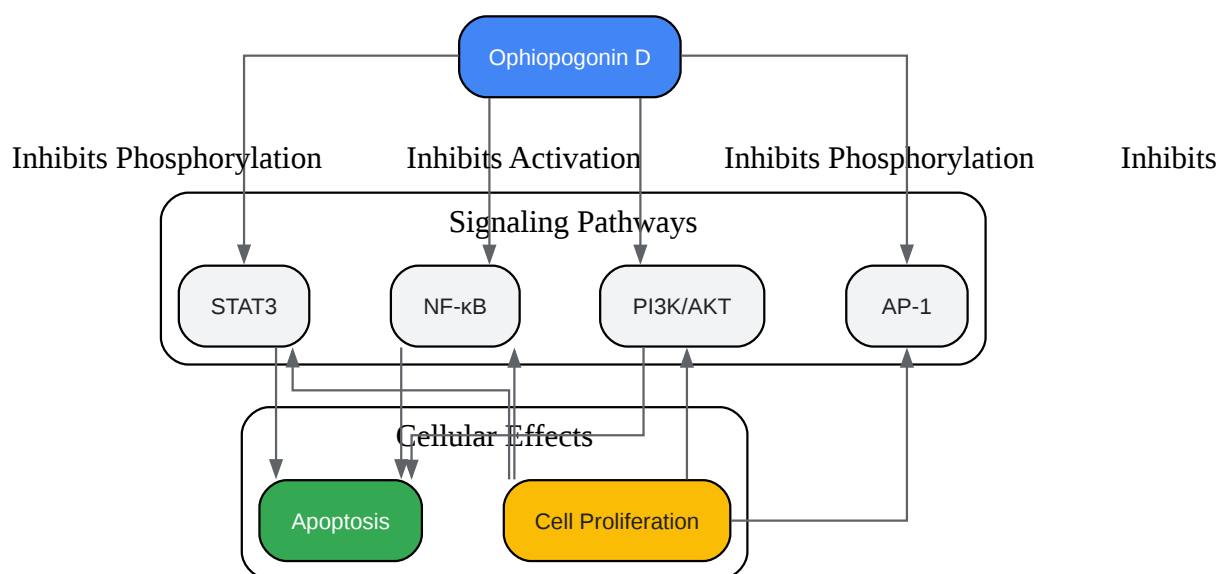 Ophiopogonin D
Inhibits Phosphorylation Inhibits Activation Inhibits Phosphorylation Inhibits
Signaling Pathways
STAT3 NF-κB PI3K/AKT AP-1
Cellular Effects
Apoptosis Cell Proliferation